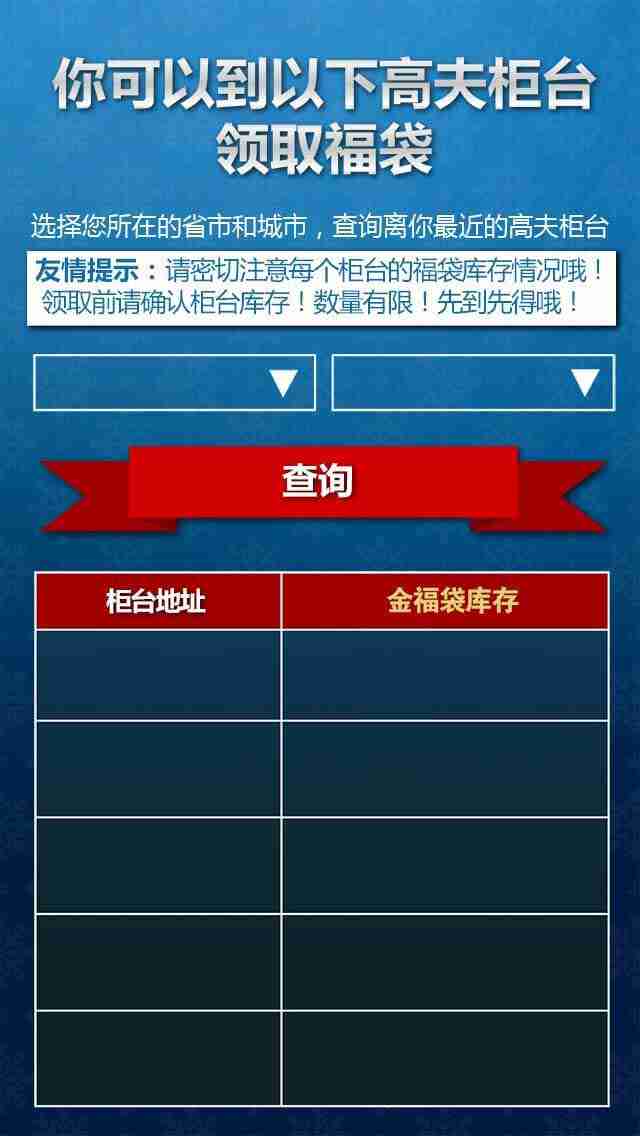 你可以到以下高夫柜台
领取福袋
选择您所在的省市和城市，查询离你最近的高夫柜台
友情提示：请密切注意每个柜台的福袋库存情况哦！
领取前请确认柜台库存！数量有限！先到先得哦！
查询
柜台地址 金福袋库存